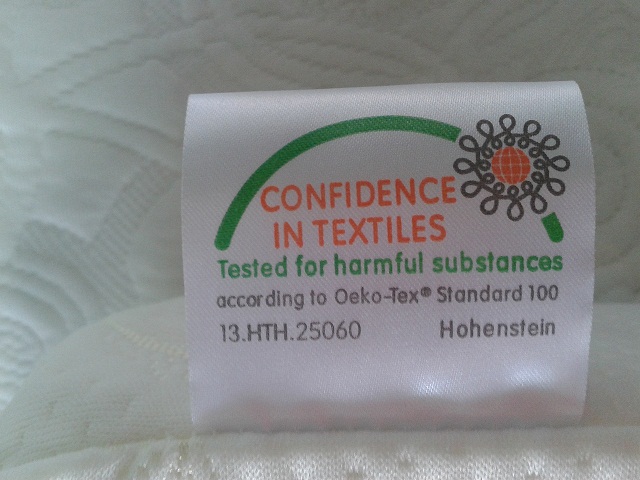 CONFIDENCE
IN TEXTILES
Tested for harmful substances
according to Oeko-Tex® Standard 100
13.HTH.25060 Hohenstein